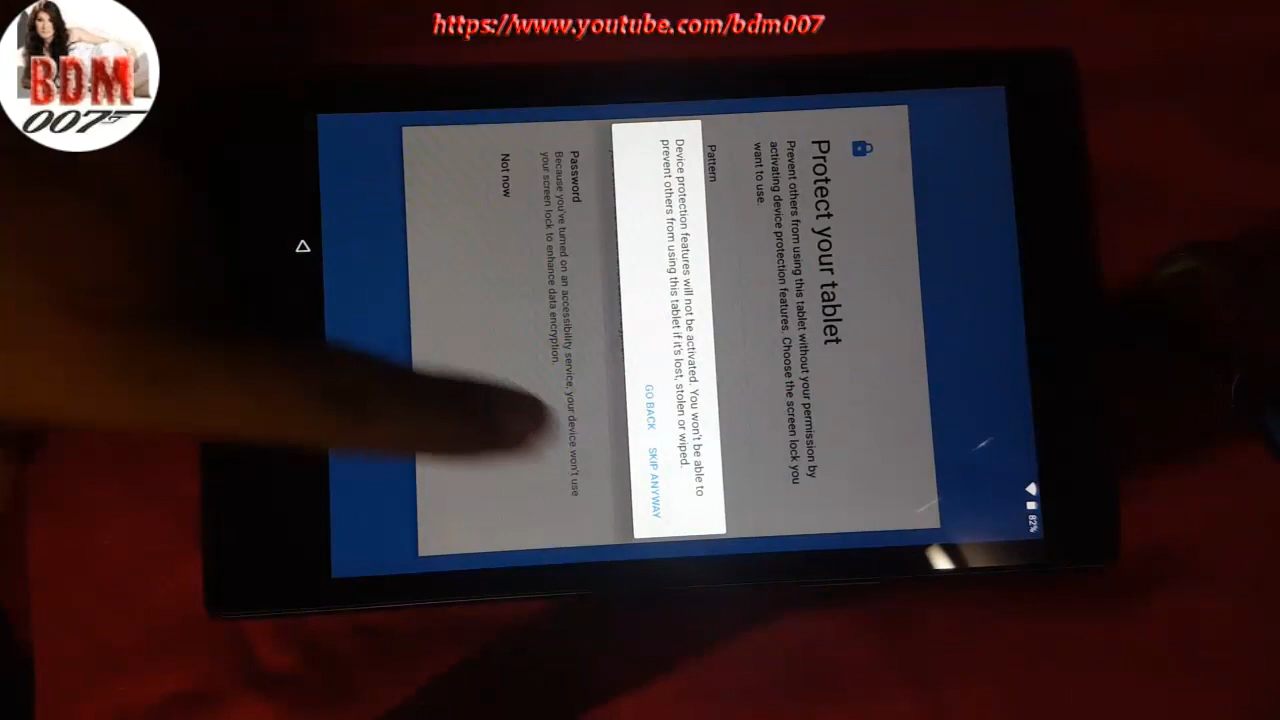 https://www.youtube.com/bdm007
BDM
007
82%
Protect your tablet
Prevent others from using this tablet without your permission by
activating device protection features. Choose the screen lock you
want to use.
Pattern
Device protection features will not be activated. You won't be able to
prevent others from using this tablet if it's lost, stolen or wiped.
GO BACK SKIP ANYWAY
Password
Because you've turned on an accessibility service, your device won't use
your screen lock to enhance data encryption.
Not now